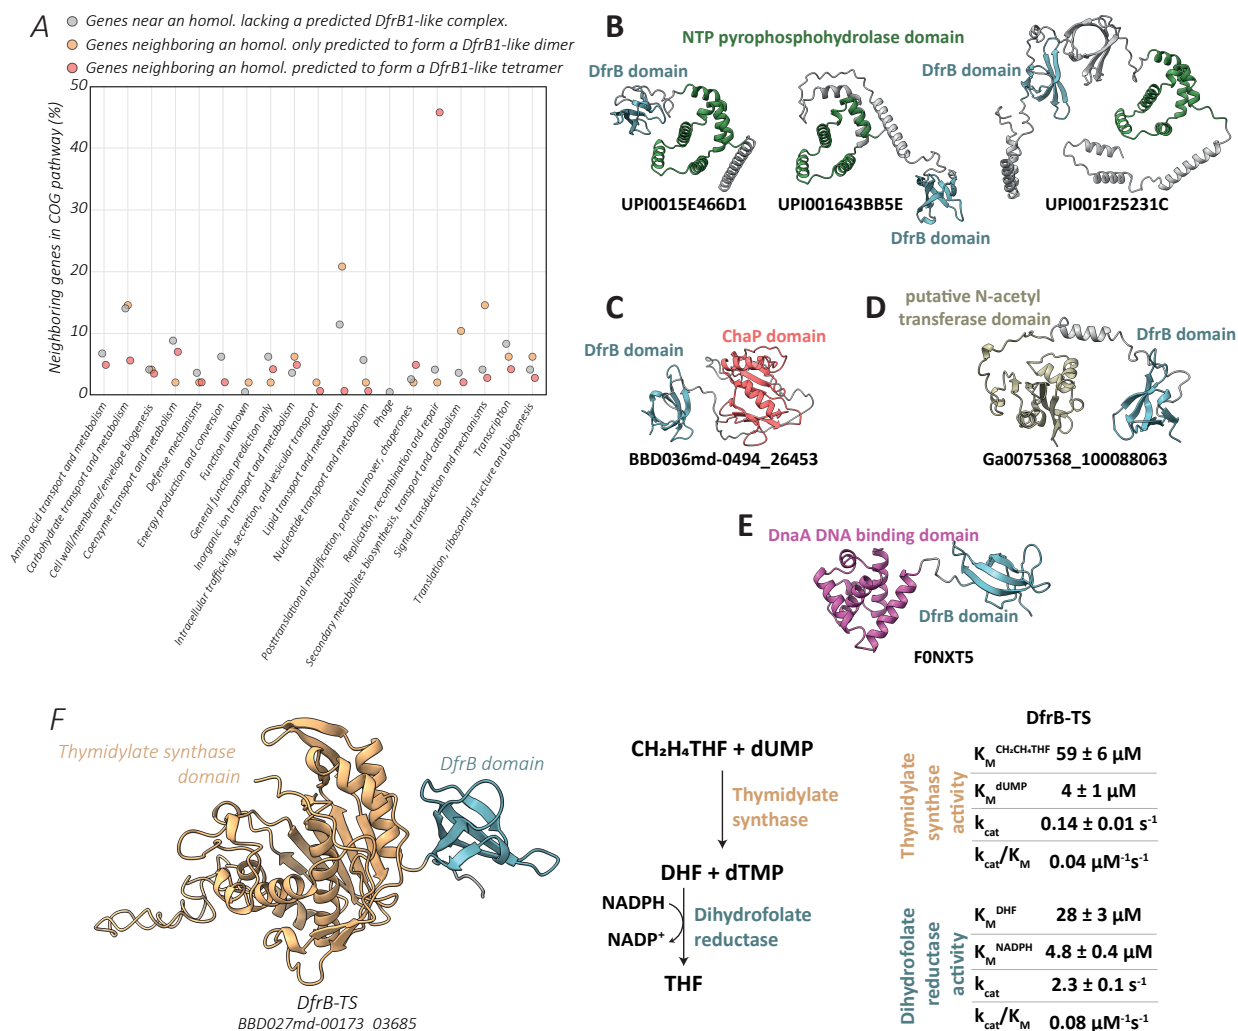 A
Genes near an homol. lacking a predicted DfrB1-like complex.
Genes neighboring an homol. only predicted to form a DfrB1-like dimer
Genes neighboring an homol. predicted to form a DfrB1-like tetramer
Neighboring genes in COG pathway (%)
50
40
30
20
10
0
Amino acid transport and metabolism
Carbohydrate transport and metabolism
Cell wall/membrane/envelope biogenesis
Coenzyme transport and metabolism
Defense mechanisms
Energy production and conversion
Function unknown
General function prediction only
Inorganic ion transport and metabolism
Intracellular trafficking, secretion, and vesicular transport
Lipid transport and metabolism
Nucleotide transport and metabolism
Phage
Posttranslational modification, protein turnover, chaperones
Replication, recombination and repair
Secondary metabolites biosynthesis, transport and catabolism
Signal transduction and mechanisms
Transcription
Translation, ribosomal structure and biogenesis
B
NTP pyrophosphohydrolase domain
DfrB domain
DfrB domain
UPI0015E466D1
UPI001643BB5E
UPI001F25231C
DfrB domain
C
ChaP domain
DfrB domain
BBD036md-0494_26453
D
putative N-acetyl
transferase domain
DfrB domain
Ga0075368_100088063
E
DnaA DNA binding domain
DfrB domain
F0NXT5
F
Thymidylate synthase
domain
DfrB domain
DfrB-TS
BBD027md-00173_03685
CH₂H₄THF + dUMP
Thymidylate
synthase
DHF + dTMP
NADPH
NADP⁺
Dihydrofolate
reductase
THF
DfrB-TS
Thymidylate
synthase
activity
K_M^CH₂CH₄THF 59 ± 6 μM
K_M^dUMP 4 ± 1 μM
k_cat 0.14 ± 0.01 s⁻¹
k_cat/K_M 0.04 μM⁻¹s⁻¹
Dihydrofolate
reductase
activity
K_M^DHF 28 ± 3 μM
K_M^NADPH 4.8 ± 0.4 μM
k_cat 2.3 ± 0.1 s⁻¹
k_cat/K_M 0.08 μM⁻¹s⁻¹